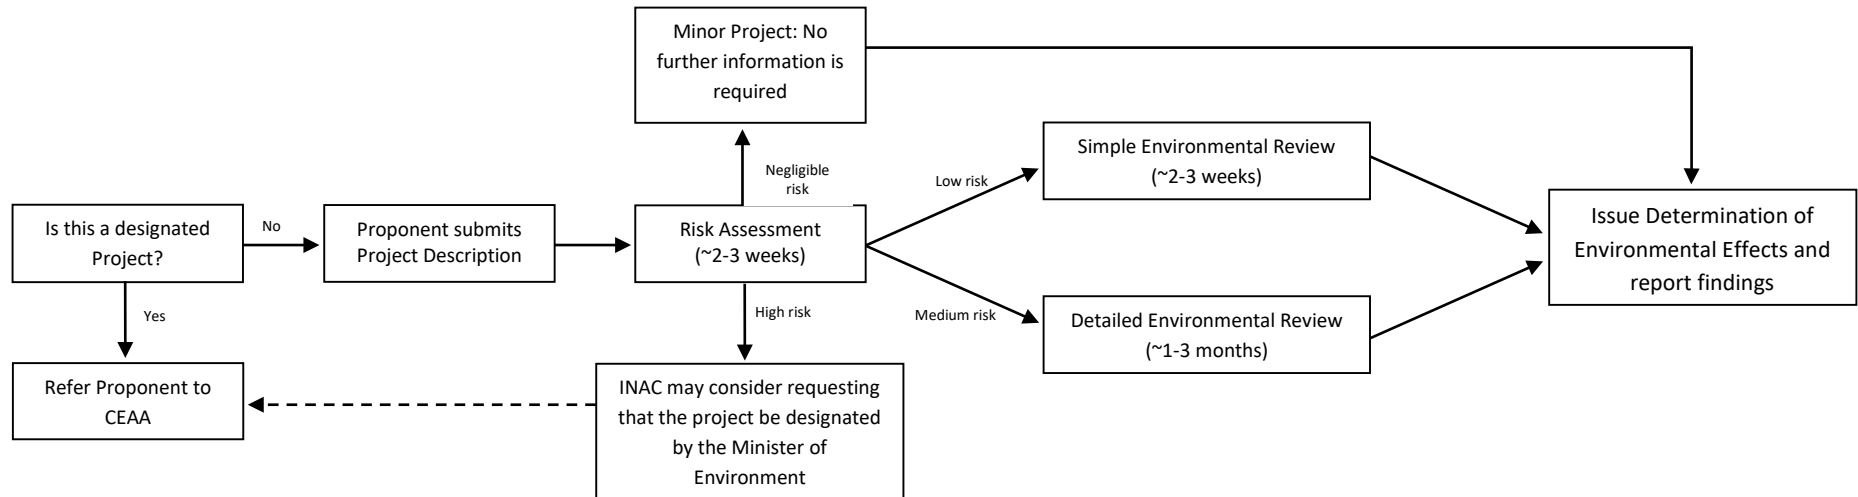 Minor Project: No
further information is
required
Negligible
risk
Simple Environmental Review
(~2-3 weeks)
Low risk
Is this a designated
Project?
No
Proponent submits
Project Description
Risk Assessment
(~2-3 weeks)
Issue Determination of
Environmental Effects and
report findings
Yes
High risk
Medium risk
Detailed Environmental Review
(~1-3 months)
Refer Proponent to
CEAA
INAC may consider requesting
that the project be designated
by the Minister of
Environment